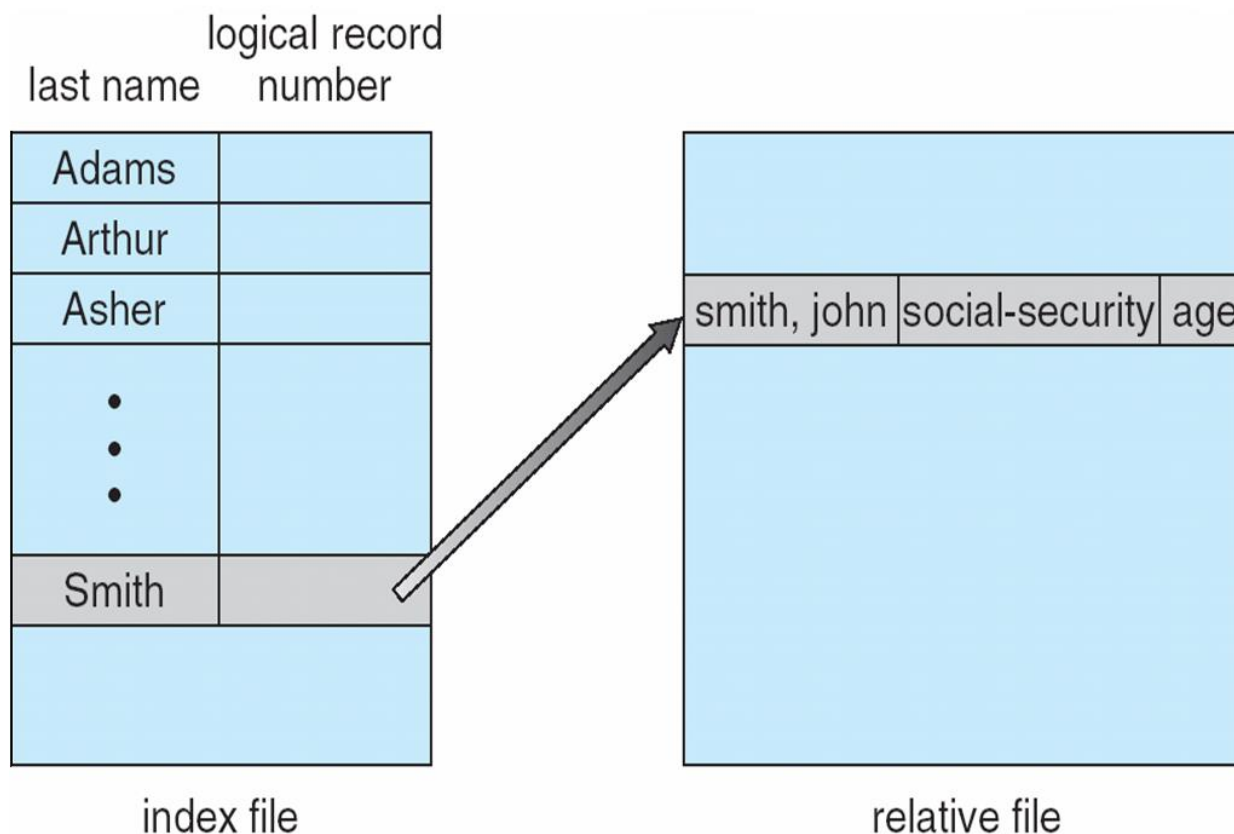 logical record
last name number
Adams
Arthur
Asher
Smith
smith, john social-security age
index file
relative file